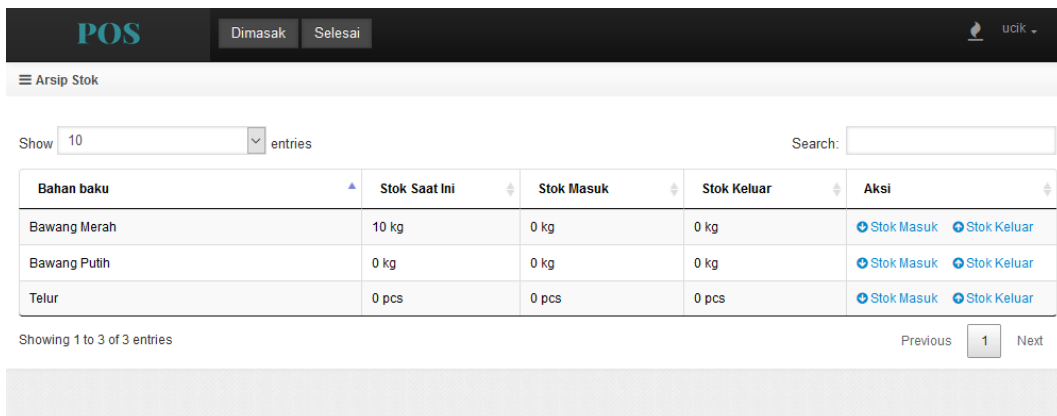 POS Dimasak Selesai ucik
Arsip Stok
Show 10 entries Search:
Bahan baku Stok Saat Ini Stok Masuk Stok Keluar Aksi
Bawang Merah 10 kg 0 kg 0 kg Stok Masuk Stok Keluar
Bawang Putih 0 kg 0 kg 0 kg Stok Masuk Stok Keluar
Telur 0 pcs 0 pcs 0 pcs Stok Masuk Stok Keluar
Showing 1 to 3 of 3 entries Previous 1 Next